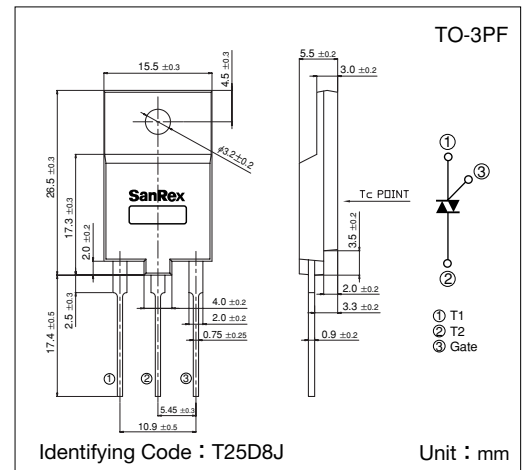 TO-3PF
15.5 ±0.3
4.5 ±0.3
5.5 ±0.2
3.0 ±0.2
φ3.2±0.2
26.5 ±0.3
17.3 ±0.3
2.0 ±0.2
SanRex
Tc POINT
3.5 ±0.2
2.0 ±0.2
3.3 ±0.2
0.9 ±0.2
17.4 ±0.5
2.5 ±0.3
4.0 ±0.2
2.0 ±0.2
0.75 ±0.25
① ② ③
5.45 ±0.3
10.9 ±0.5
①
③
②
① T1
② T2
③ Gate
Identifying Code：T25D8J
Unit：mm